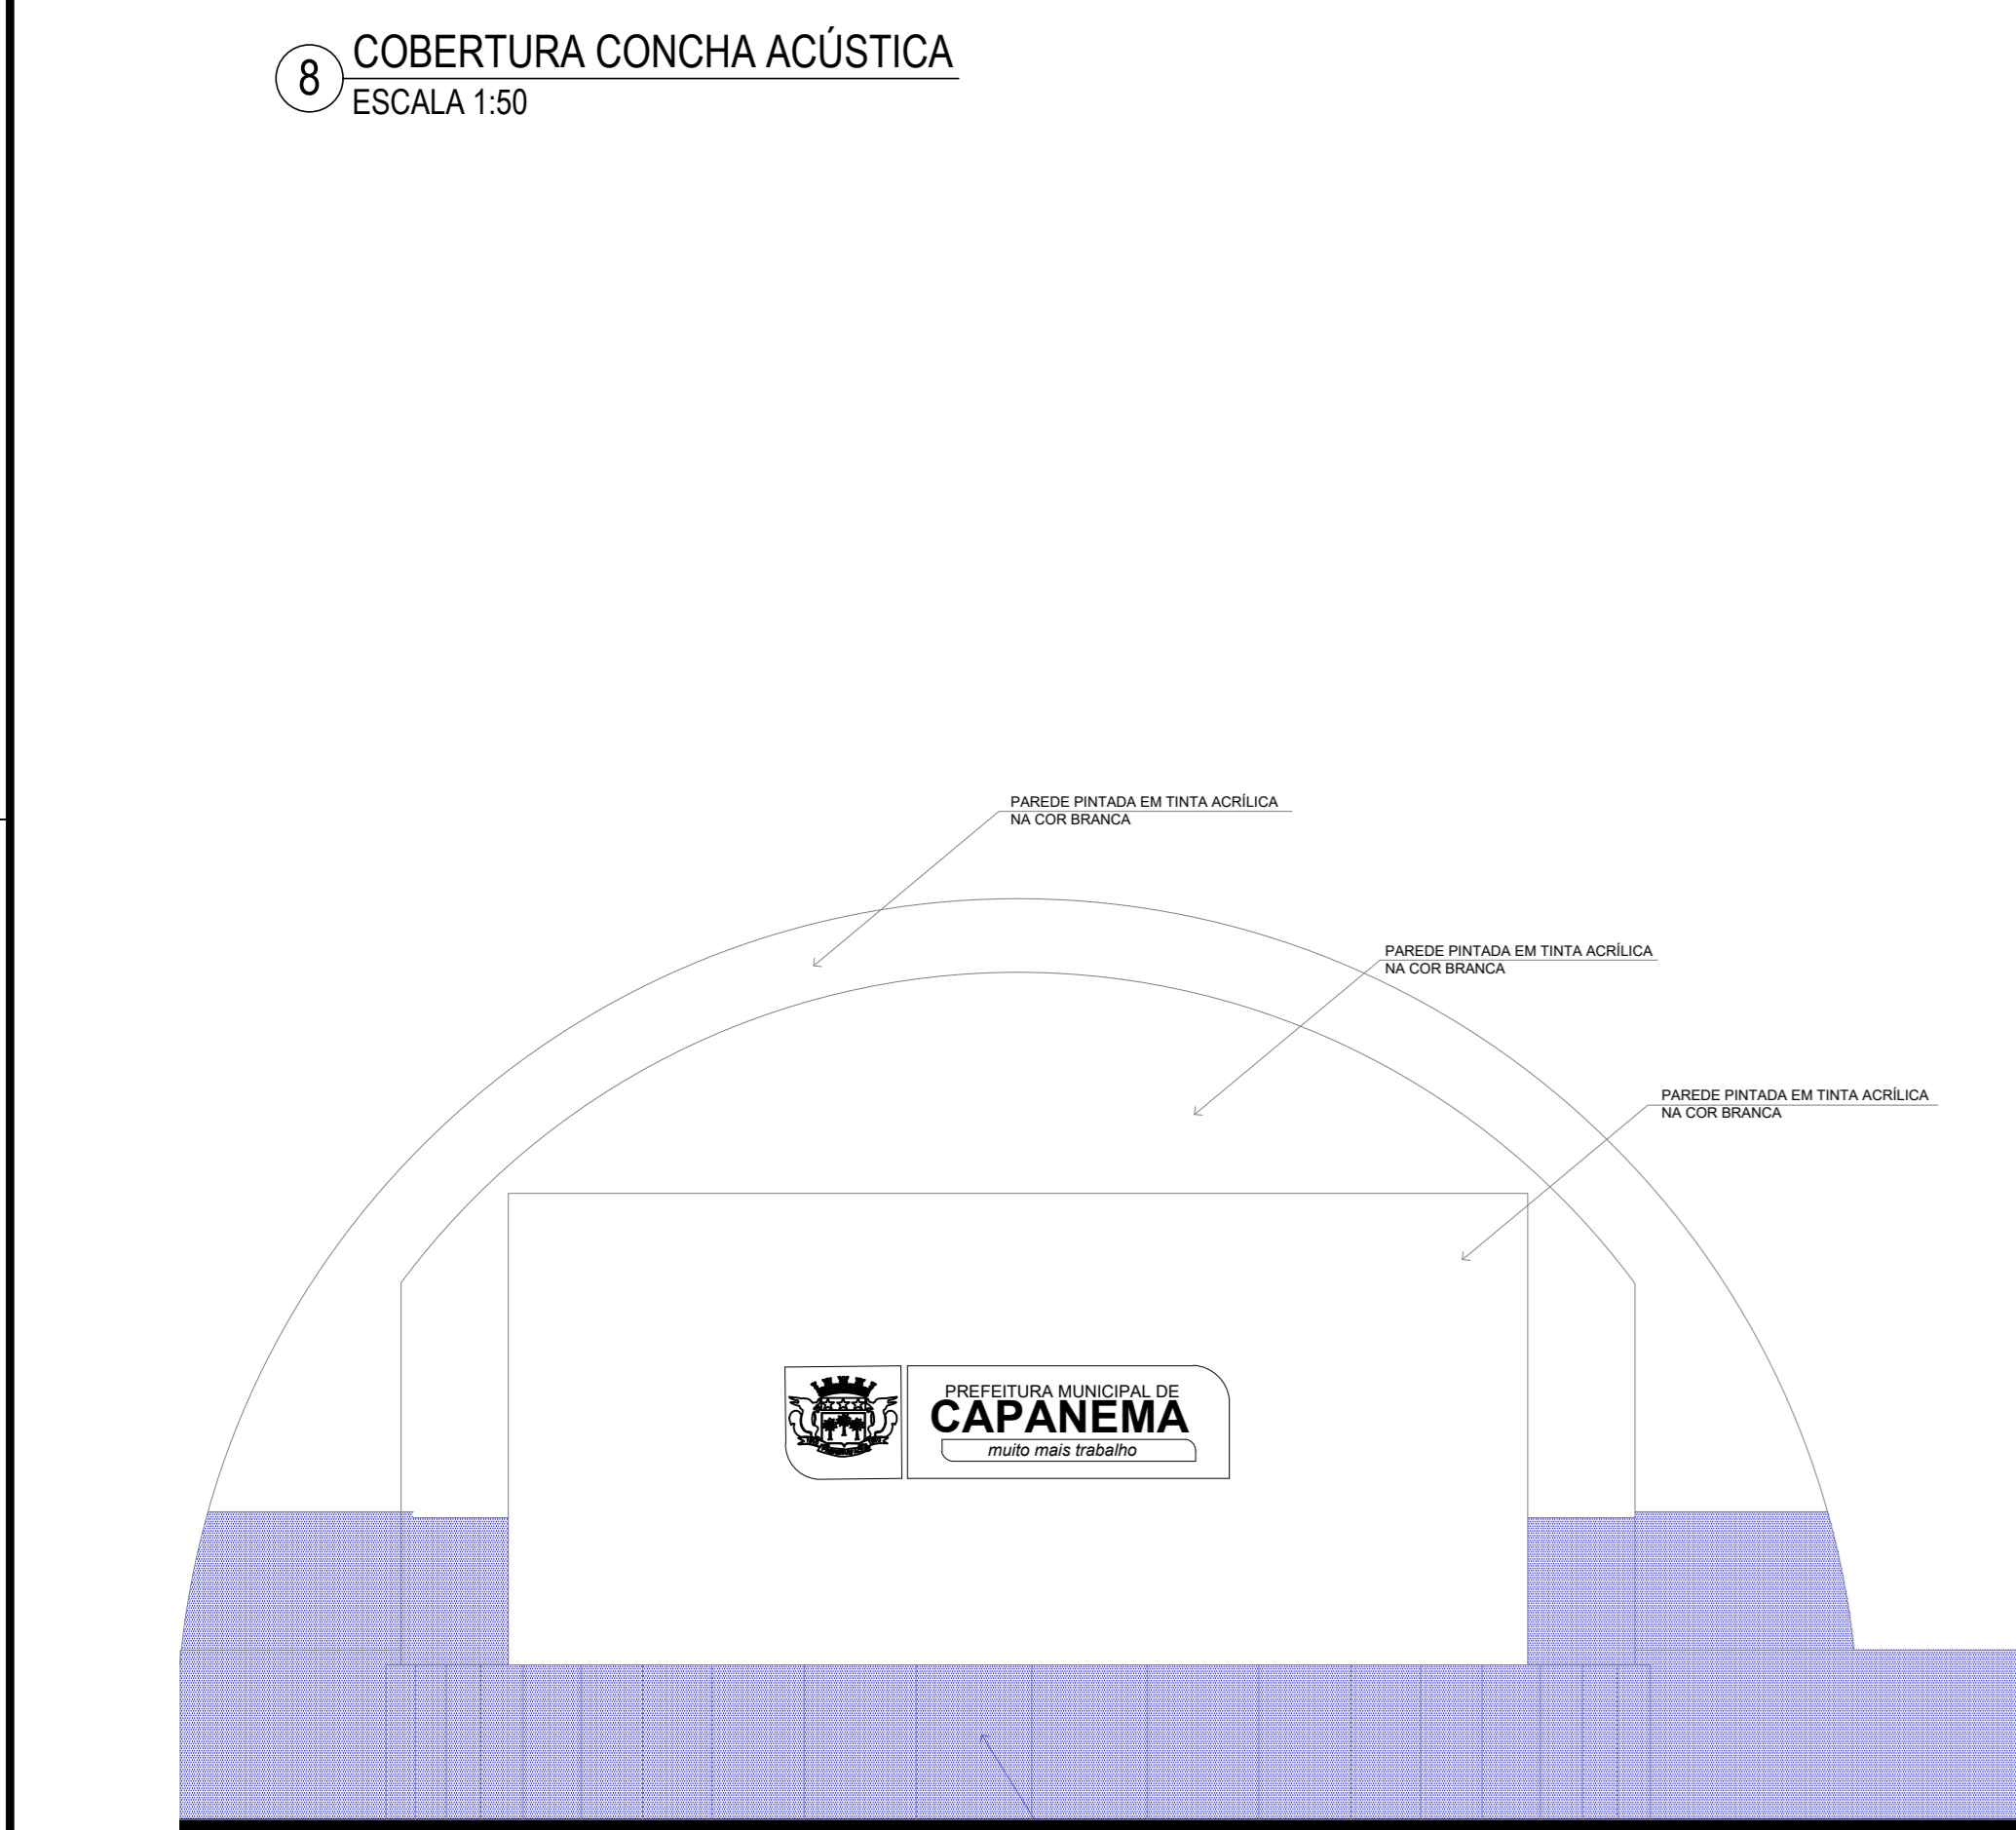 8
COBERTURA CONCHA ACÚSTICA
ESCALA 1:50
PAREDE PINTADA EM TINTA ACRÍLICA
NA COR BRANCA
PAREDE PINTADA EM TINTA ACRÍLICA
NA COR BRANCA
PAREDE PINTADA EM TINTA ACRÍLICA
NA COR BRANCA
PREFEITURA MUNICIPAL DE
CAPANEMA
muito mais trabalho